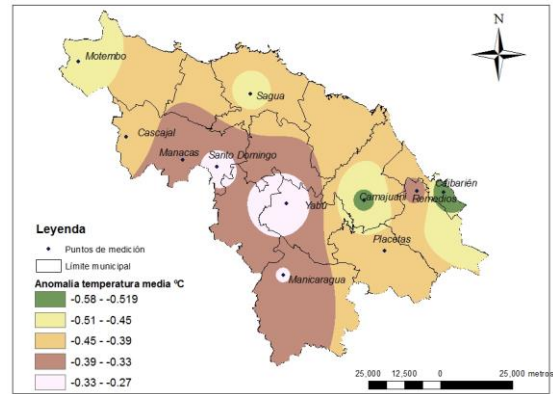 N
Motembo
Sagua
Cascajal
Manacas
Santo Domingo
Caibarién
Camajuaní
Remedios
Yabú
Placetas
Manicaragua
Leyenda
Puntos de medición
Límite municipal
Anomalia temperatura media ºC
-0.58 - -0.519
-0.51 - -0.45
-0.45 - -0.39
-0.39 - -0.33
-0.33 - -0.27
25,000 12,500 0 25,000 metros